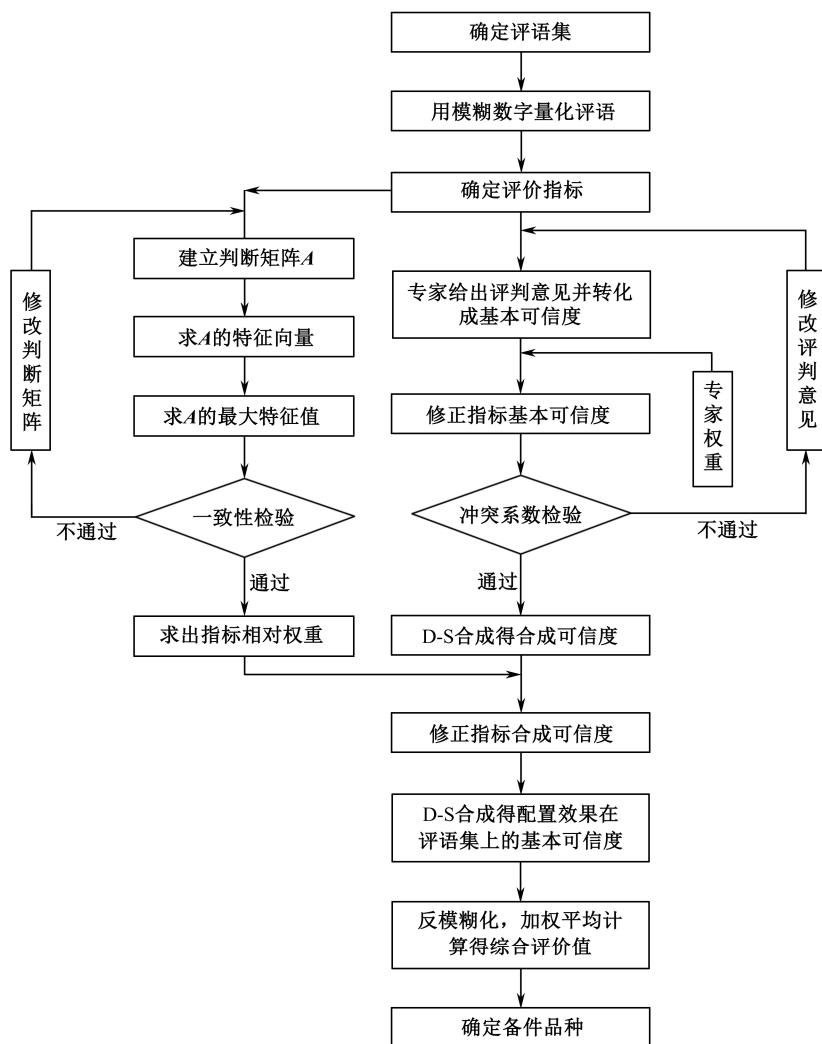 确定评语集
用模糊数字量化评语
确定评价指标
建立判断矩阵A
专家给出评判意见并转化
成基本可信度
修改判断矩阵
修改评判意见
求A的特征向量
专家权重
求A的最大特征值
修正指标基本可信度
一致性检验
冲突系数检验
不通过
不通过
通过
通过
求出指标相对权重
D-S合成得合成可信度
修正指标合成可信度
D-S合成得配置效果在
评语集上的基本可信度
反模糊化，加权平均计
算得综合评价值
确定备件品种